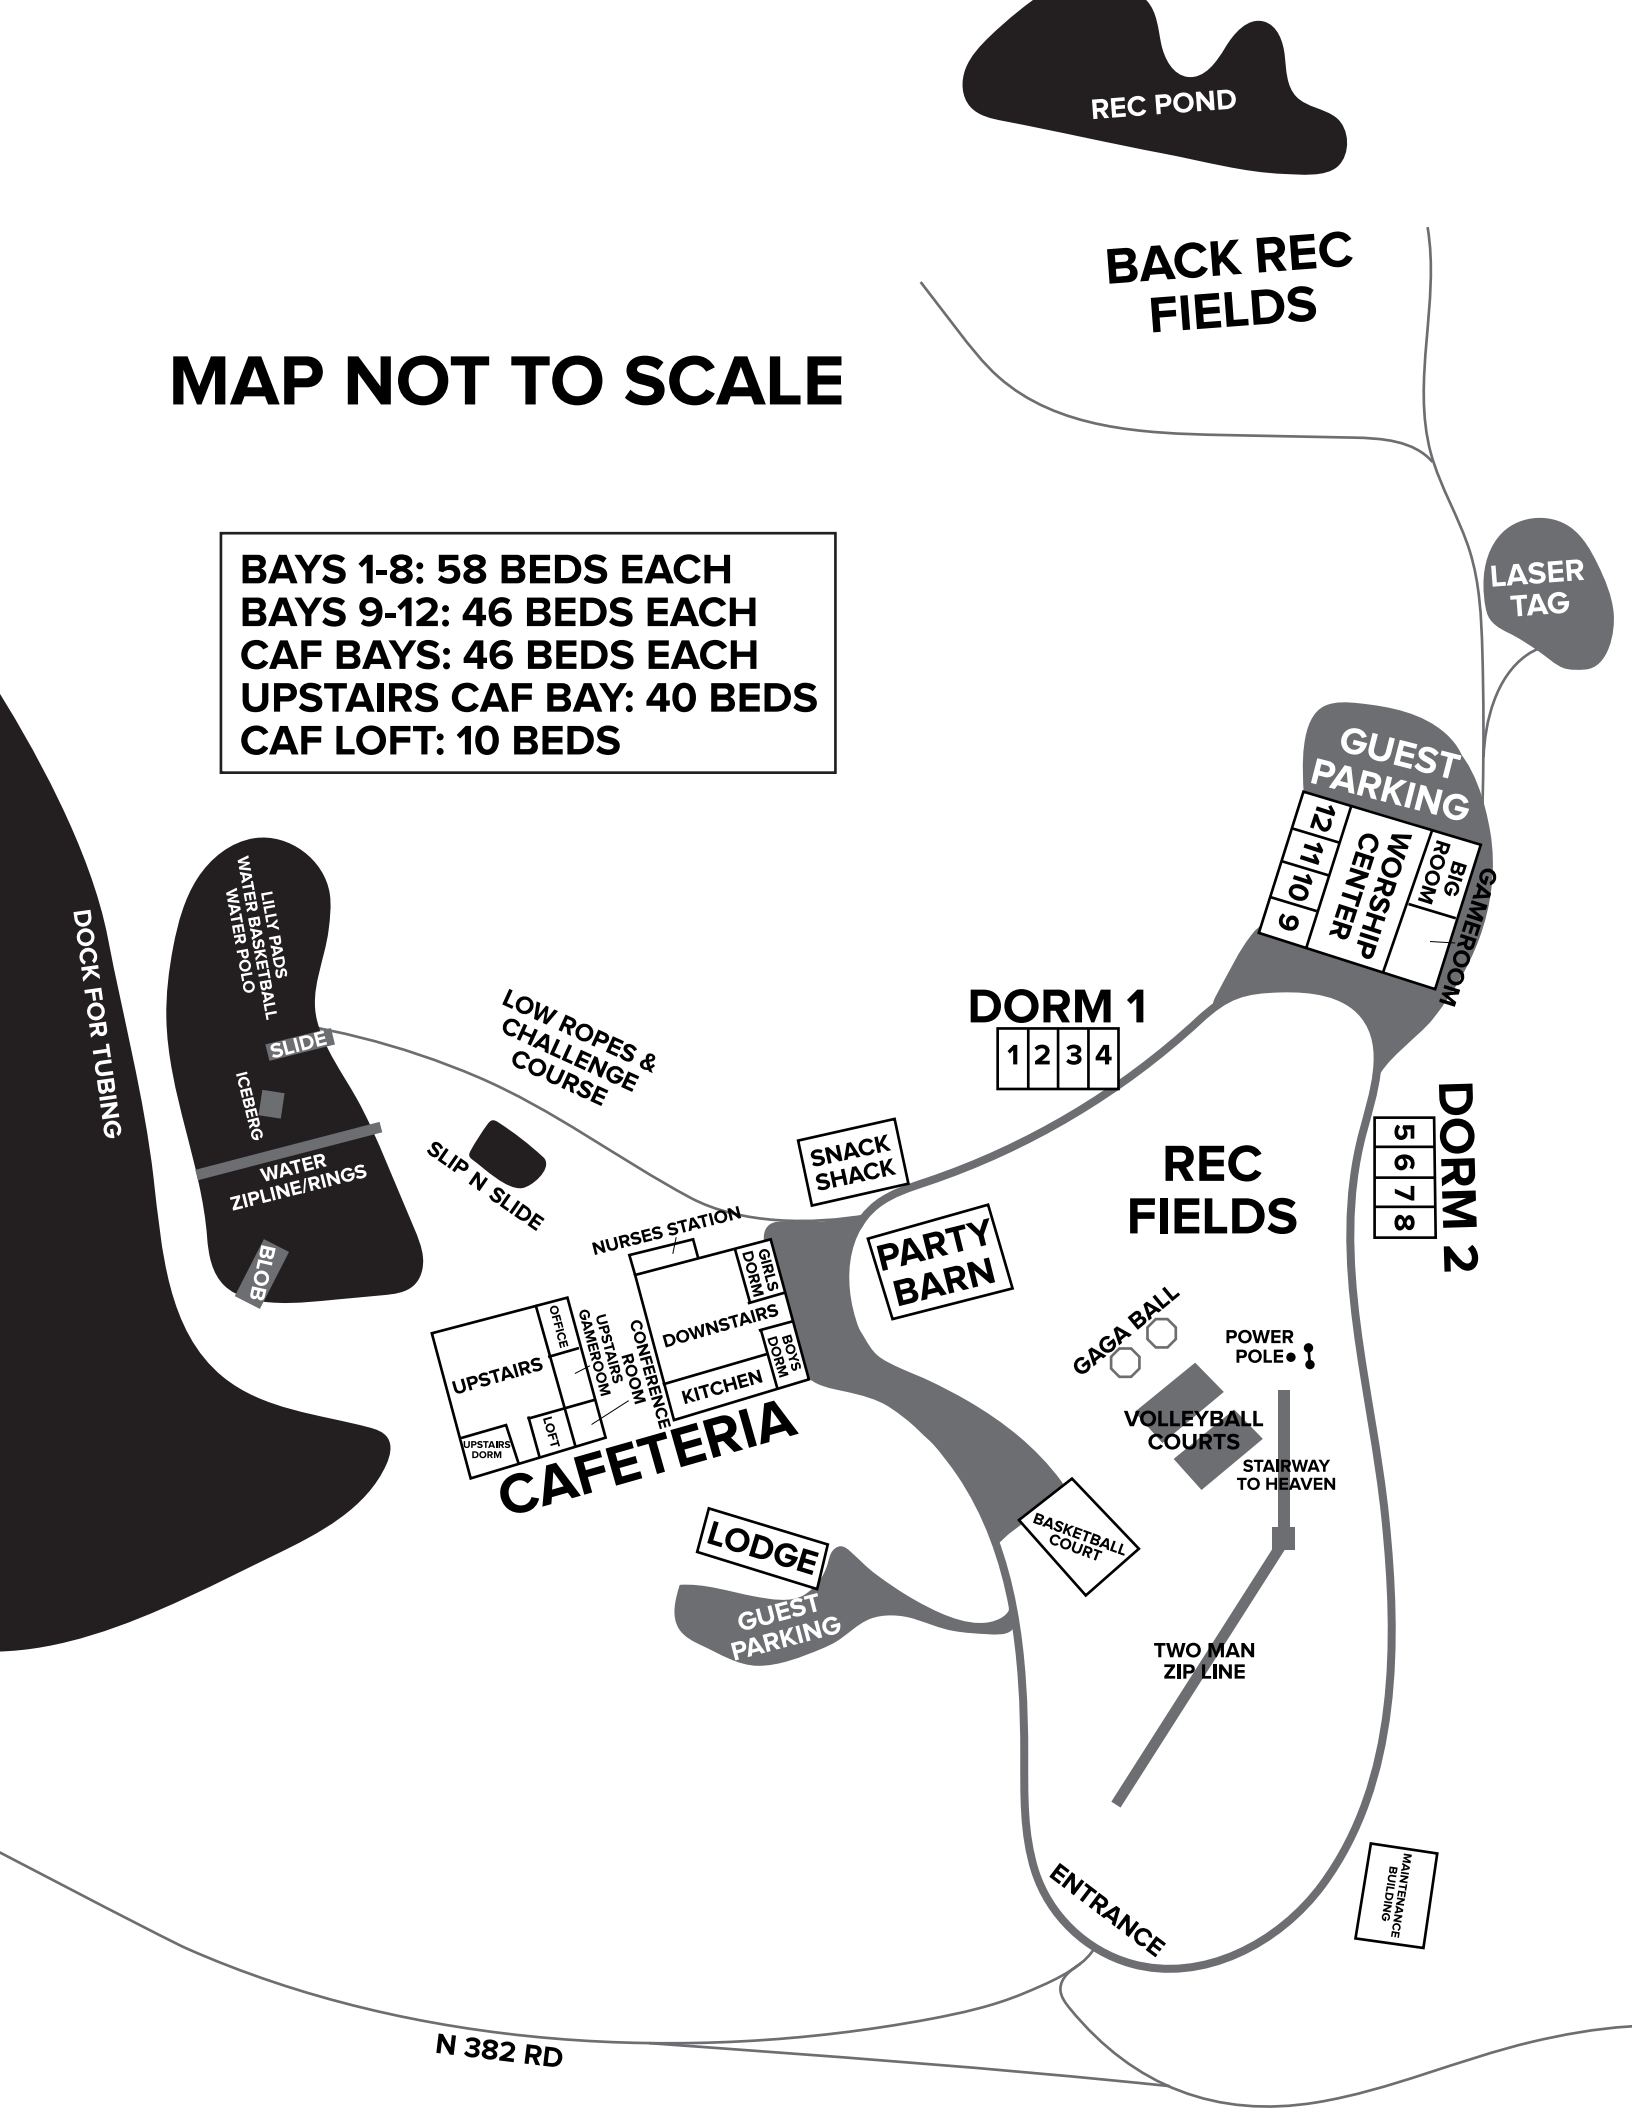 REC POND
BACK REC
FIELDS
MAP NOT TO SCALE
BAYS 1-8: 58 BEDS EACH
BAYS 9-12: 46 BEDS EACH
CAF BAYS: 46 BEDS EACH
UPSTAIRS CAF BAY: 40 BEDS
CAF LOFT: 10 BEDS
LASER
TAG
GUEST
PARKING
12
11
10
9
WORSHIP
CENTER
BIG
ROOM
GAMEROOM
DOCK FOR TUBING
LILLY PADS
WATER BASKETBALL
WATER POLO
SLIDE
ICEBERG
WATER
ZIPLINE/RINGS
BLOB
LOW ROPES &
CHALLENGE
COURSE
SLIP N SLIDE
DORM 1
1 2 3 4
DORM 2
5
6
7
8
SNACK
SHACK
PARTY
BARN
REC
FIELDS
NURSES STATION
GIRLS
DORM
DOWNSTAIRS
BOYS
DORM
KITCHEN
OFFICE
UPSTAIRS
GAMEROOM
CONFERENCE
ROOM
UPSTAIRS
LOFT
UPSTAIRS
DORM
CAFETERIA
GAGA BALL
POWER
POLE
VOLLEYBALL
COURTS
STAIRWAY
TO HEAVEN
BASKETBALL
COURT
LODGE
GUEST
PARKING
TWO MAN
ZIP LINE
MAINTENANCE
BUILDING
ENTRANCE
N 382 RD